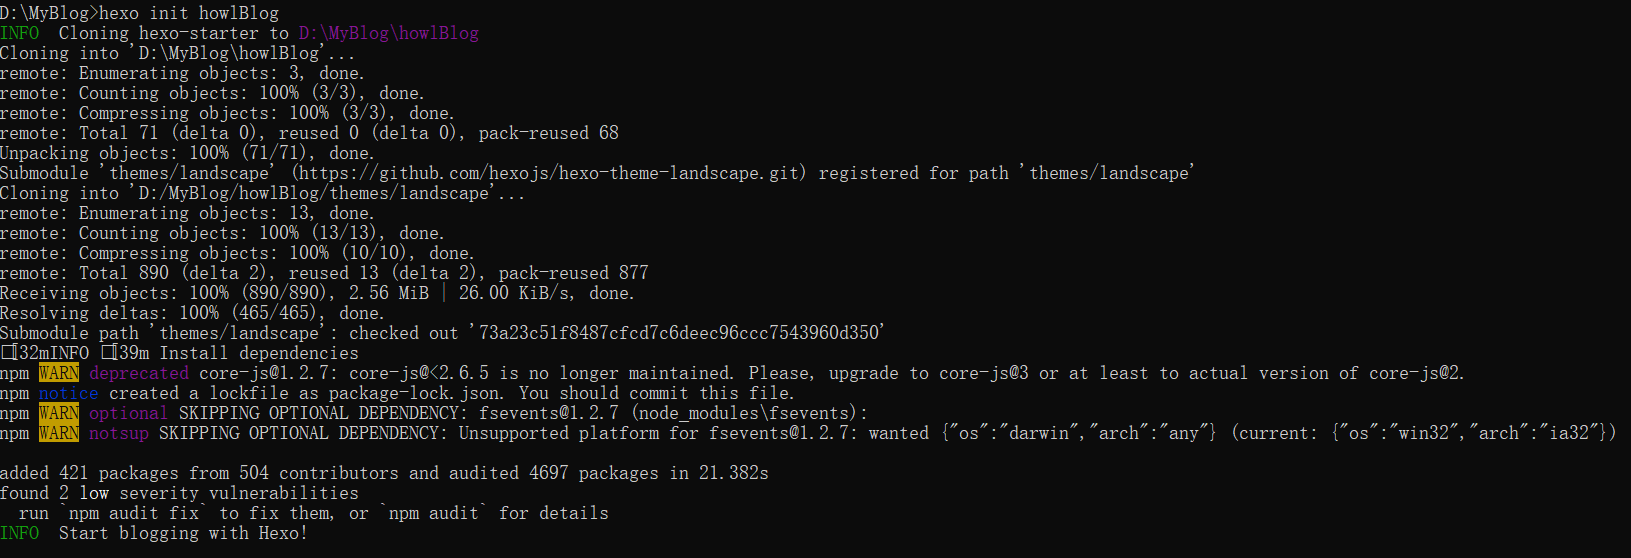 D:\MyBlog>hexo init howlBlog
INFO  Cloning hexo-starter to D:\MyBlog\howlBlog
Cloning into 'D:\MyBlog\howlBlog'...
remote: Enumerating objects: 3, done.
remote: Counting objects: 100% (3/3), done.
remote: Compressing objects: 100% (3/3), done.
remote: Total 71 (delta 0), reused 0 (delta 0), pack-reused 68
Unpacking objects: 100% (71/71), done.
Submodule 'themes/landscape' (https://github.com/hexojs/hexo-theme-landscape.git) registered for path 'themes/landscape'
Cloning into 'D:/MyBlog/howlBlog/themes/landscape'...
remote: Enumerating objects: 13, done.
remote: Counting objects: 100% (13/13), done.
remote: Compressing objects: 100% (10/10), done.
remote: Total 890 (delta 2), reused 13 (delta 2), pack-reused 877
Receiving objects: 100% (890/890), 2.56 MiB | 26.00 KiB/s, done.
Resolving deltas: 100% (465/465), done.
Submodule path 'themes/landscape': checked out '73a23c51f8487cfcd7c6deec96ccc7543960d350'
□[32mINFO □[39m Install dependencies
npm WARN deprecated core-js@1.2.7: core-js@<2.6.5 is no longer maintained. Please, upgrade to core-js@3 or at least to actual version of core-js@2.
npm notice created a lockfile as package-lock.json. You should commit this file.
npm WARN optional SKIPPING OPTIONAL DEPENDENCY: fsevents@1.2.7 (node_modules\fsevents):
npm WARN notsup SKIPPING OPTIONAL DEPENDENCY: Unsupported platform for fsevents@1.2.7: wanted {"os":"darwin","arch":"any"} (current: {"os":"win32","arch":"ia32"})
added 421 packages from 504 contributors and audited 4697 packages in 21.382s
found 2 low severity vulnerabilities
  run `npm audit fix` to fix them, or `npm audit` for details
INFO  Start blogging with Hexo!